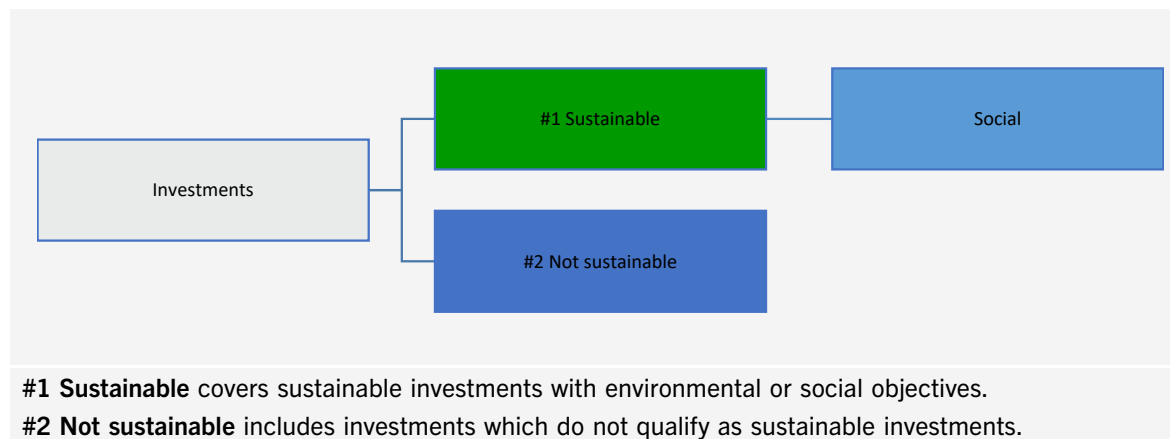 #1 Sustainable
Social
Investments
#2 Not sustainable
#1 Sustainable covers sustainable investments with environmental or social objectives.
#2 Not sustainable includes investments which do not qualify as sustainable investments.